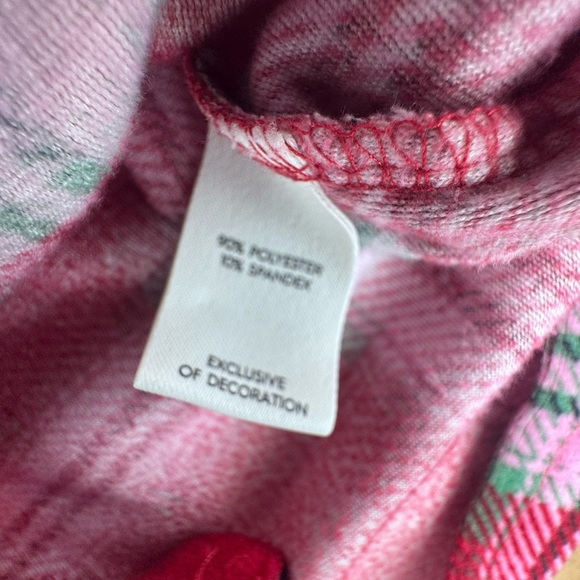 90% POLYESTER
10% SPANDEX
EXCLUSIVE
OF DECORATION